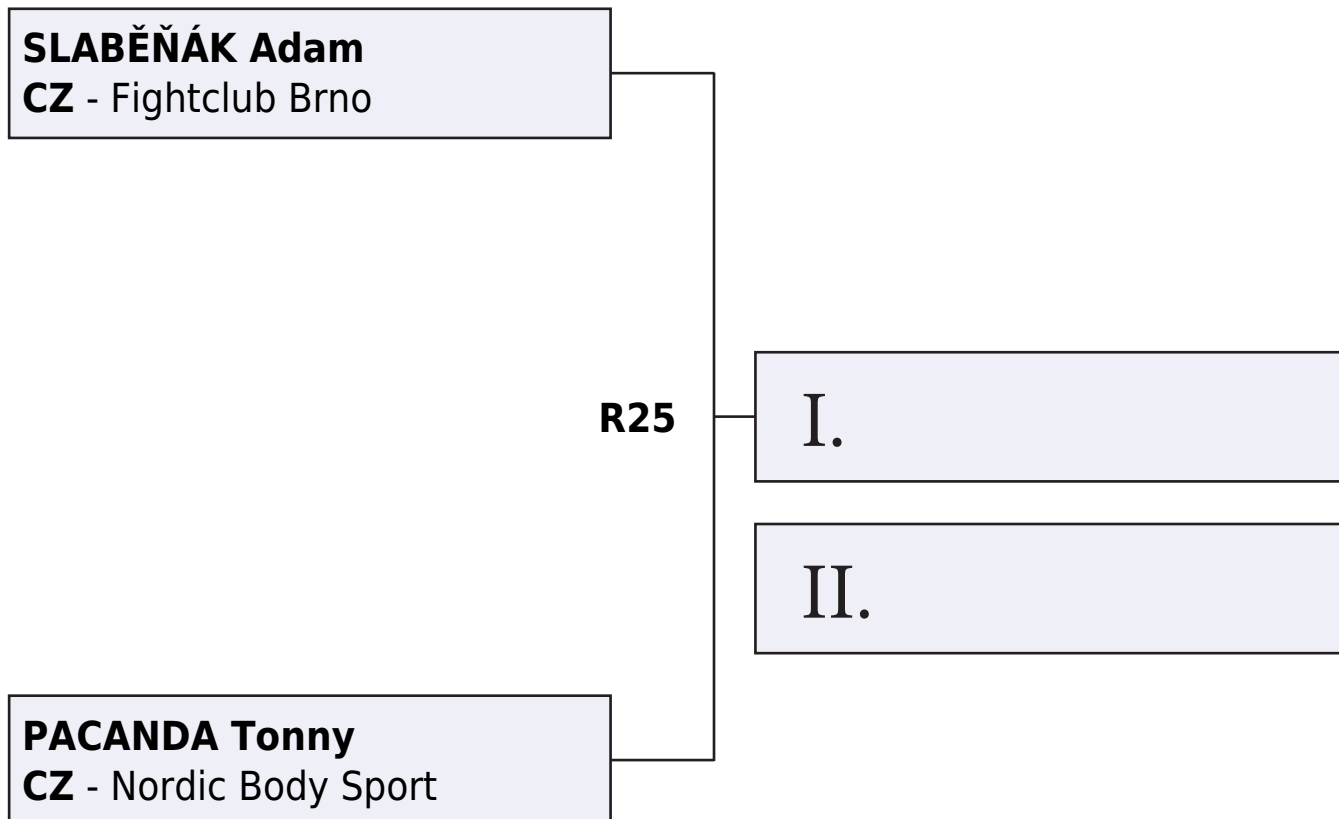 SLABĚŇÁK Adam
CZ - Fightclub Brno
R25
I.
II.
PACANDA Tonny
CZ - Nordic Body Sport